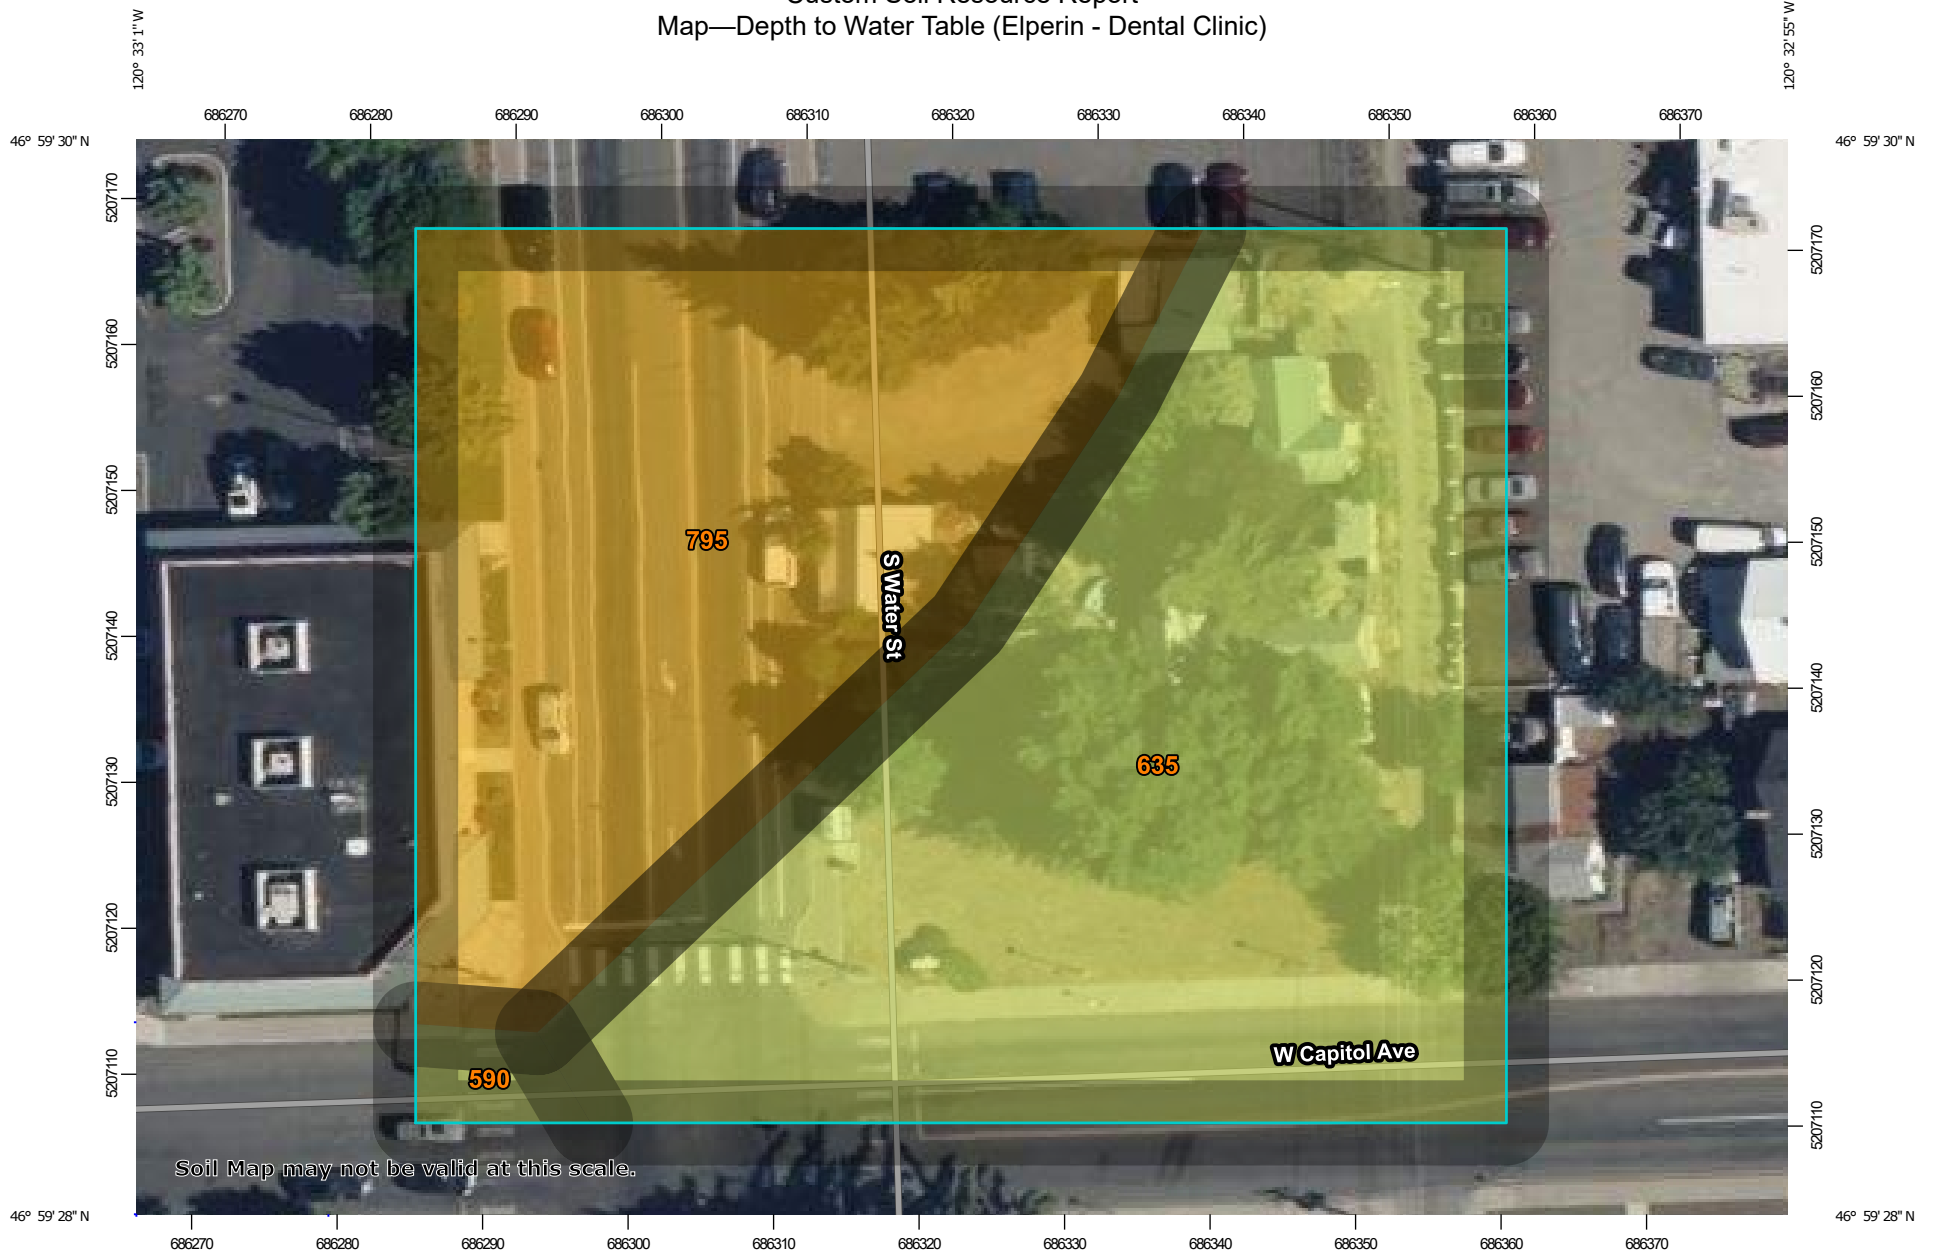 Custom Soil Resource Report
Map—Depth to Water Table (Elperin - Dental Clinic)
120° 33' 1" W
120° 32' 55" W
686270 686280 686290 686300 686310 686320 686330 686340 686350 686360 686370
46° 59' 30" N
46° 59' 30" N
5207170
5207160
5207150
5207140
5207130
5207120
5207110
5207170
5207160
5207150
5207140
5207130
5207120
5207110
795
S Water St
635
W Capitol Ave
590
Soil Map may not be valid at this scale.
46° 59' 28" N
46° 59' 28" N
686270 686280 686290 686300 686310 686320 686330 686340 686350 686360 686370